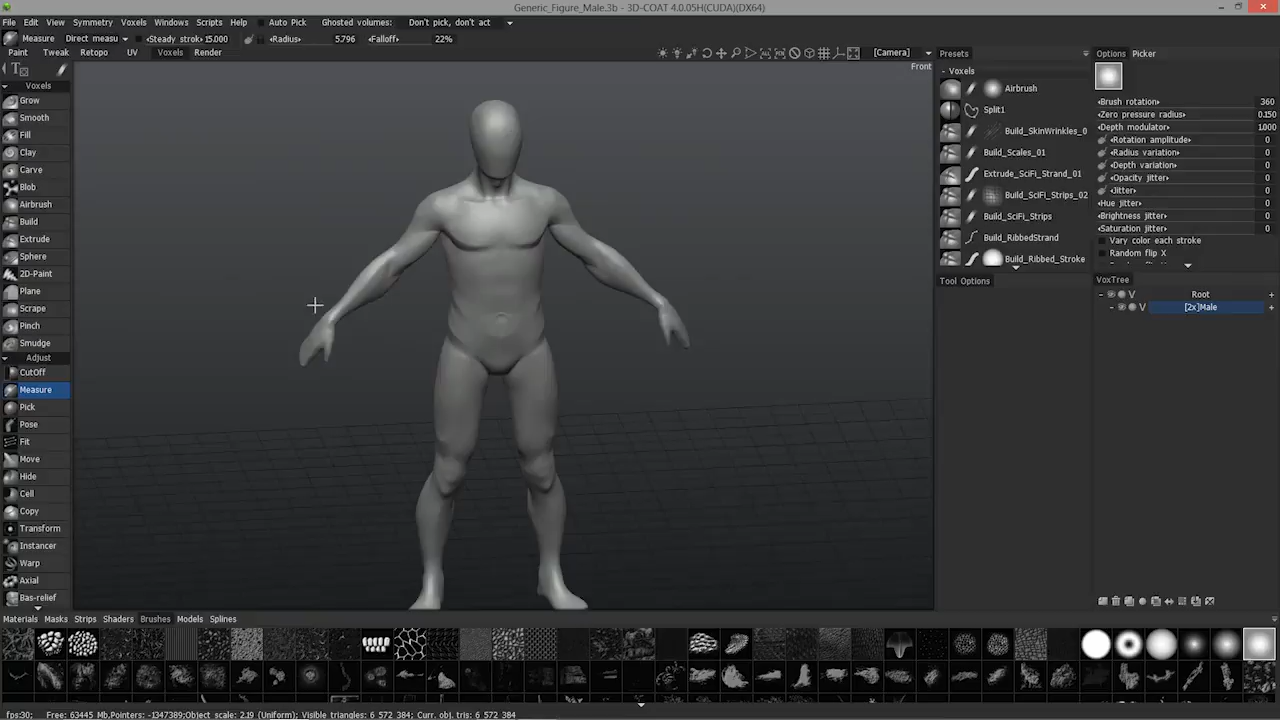 Generic_Figure_Male.3b - 3D-COAT 4.0.05H(CUDA)(DX64)
File Edit View Symmetry Voxels Windows Scripts Help Auto Pick Ghosted volumes: Don't pick, don't act
Measure Direct measu Steady strok 15.000 Radius 5.796 Falloff 22%
Paint Tweak Retopo UV Voxels Render [Camera] Presets Options Picker
Front
Voxels
Grow
Smooth
Fill
Clay
Carve
Blob
Airbrush
Build
Extrude
Sphere
2D-Paint
Plane
Scrape
Pinch
Smudge
Adjust
CutOff
Measure
Pick
Pose
Fit
Move
Hide
Cell
Copy
Transform
Instancer
Warp
Axial
Bas-relief
- Voxels
Airbrush
Split1
Build_SkinWrinkles_0
Build_Scales_01
Extrude_SciFi_Strand_01
Build_SciFi_Strips_02
Build_SciFi_Strips
Build_RibbedStrand
Build_Ribbed_Stroke
Tool Options
Brush rotation 360
Zero pressure radius 0.150
Depth modulator 1.000
Rotation amplitude 0
Radius variation 0
Depth variation 0
Opacity jitter 0
Jitter 0
Hue jitter 0
Brightness jitter 0
Saturation jitter 0
Vary color each stroke
Random flip X
VoxTree
V Root +
V [2x]Male +
Materials Masks Strips Shaders Brushes Models Splines
fps:30; Free: 63445 Mb,Pointers: -1347389;Object scale: 2.19 (Uniform); Visible triangles: 6 572 384; Curr. obj. tris: 6 572 384